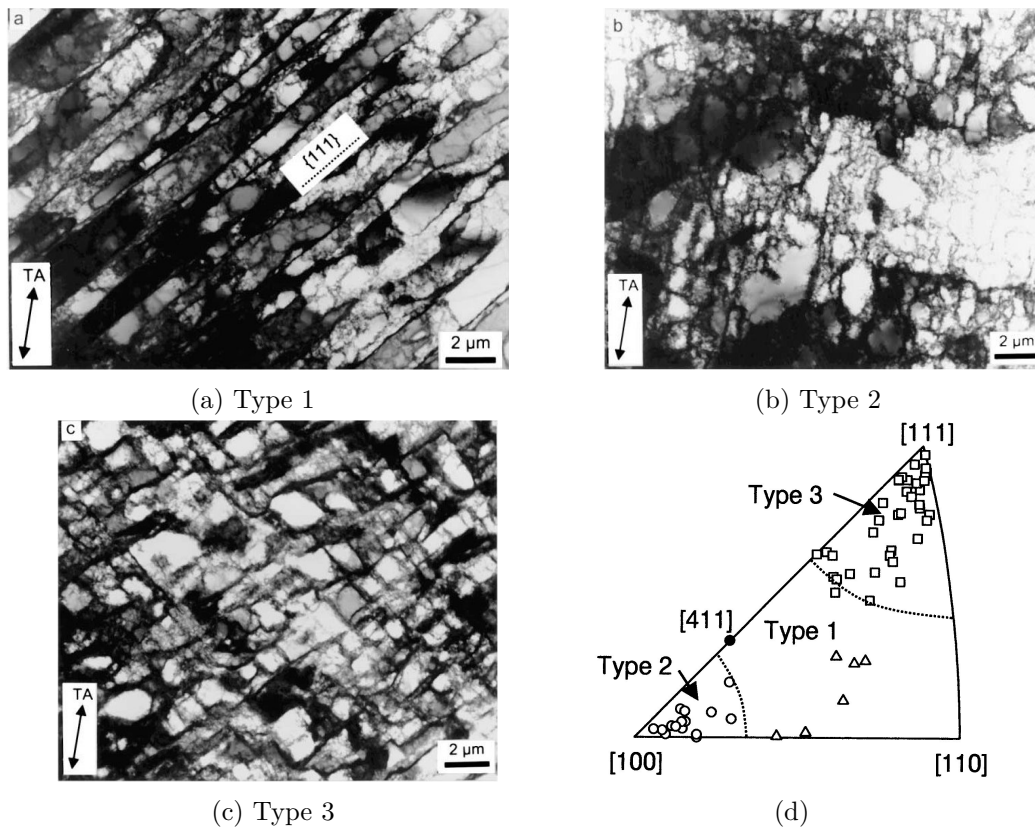 a
{111}
TA
2 µm
(a) Type 1
b
TA
2 µm
(b) Type 2
c
TA
2 µm
(c) Type 3
[111]
Type 3
[411]
Type 1
Type 2
[100]
[110]
(d)